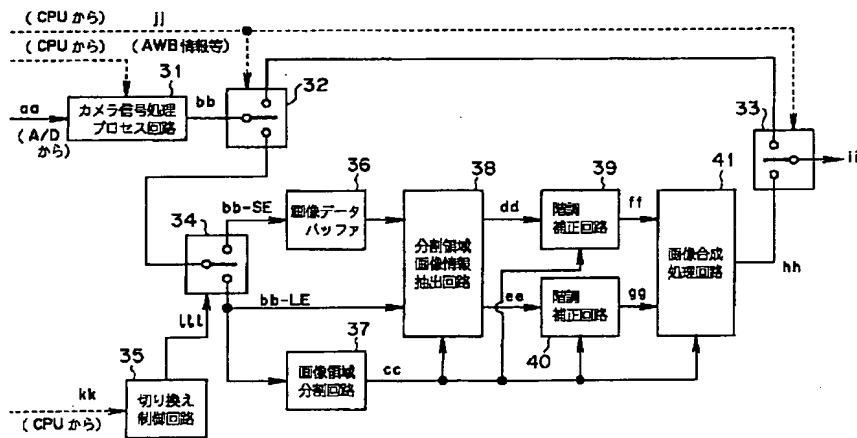 (CPUから) jj
(CPUから) (AWB情報等)
31
aa
カメラ信号処理
プロセス回路
bb
32
(A/D
から)
33
ii
36
38
39
41
34
bb-SE
画像データ
バッファ
分割領域
画像情報
抽出回路
dd
階調
補正回路
ff
画像合成
処理回路
hh
bb-LE
ee
階調
補正回路
gg
40
lll
37
画像領域
分割回路
cc
35
kk
切り換え
制御回路
(CPUから)